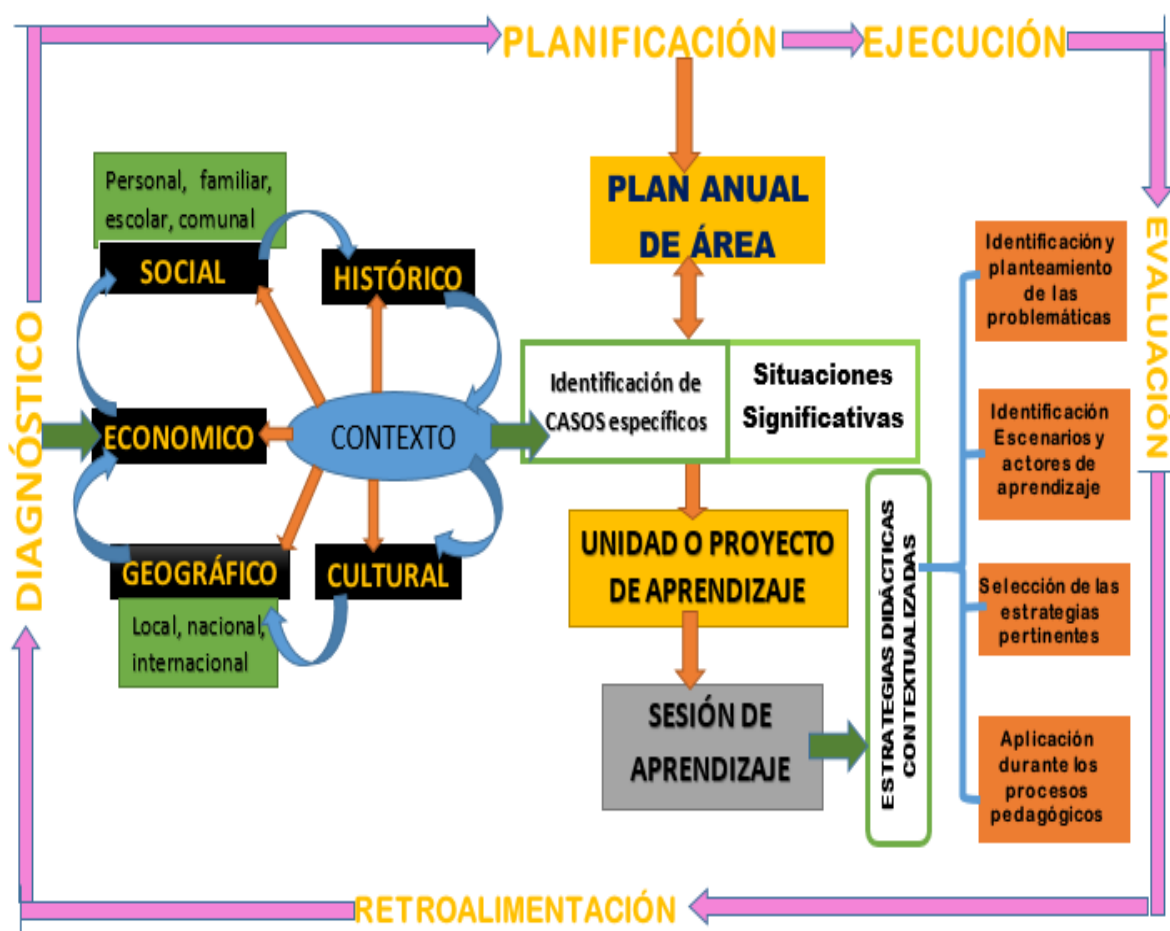 PLANIFICACIÓN
EJECUCIÓN
Personal, familiar,
escolar, comunal
SOCIAL
HISTÓRICO
ECONOMICO
CONTEXTO
GEOGRÁFICO
CULTURAL
Local, nacional,
internacional
DIAGNÓSTICO
PLAN ANUAL
DE ÁREA
Identificación de
CASOS específicos
Situaciones
Significativas
UNIDAD O PROYECTO
DE APRENDIZAJE
SESIÓN DE
APRENDIZAJE
ESTRATEGIAS DIDÁCTICAS
CONTEXTUALIZADAS
Identificación y
planteamiento
de las
problemáticas
Identificación
Escenarios y
actores de
aprendizaje
Selección de las
estrategias
pertinentes
Aplicación
durante los
procesos
pedagógicos
EVALUACIÓN
RETROALIMENTACIÓN